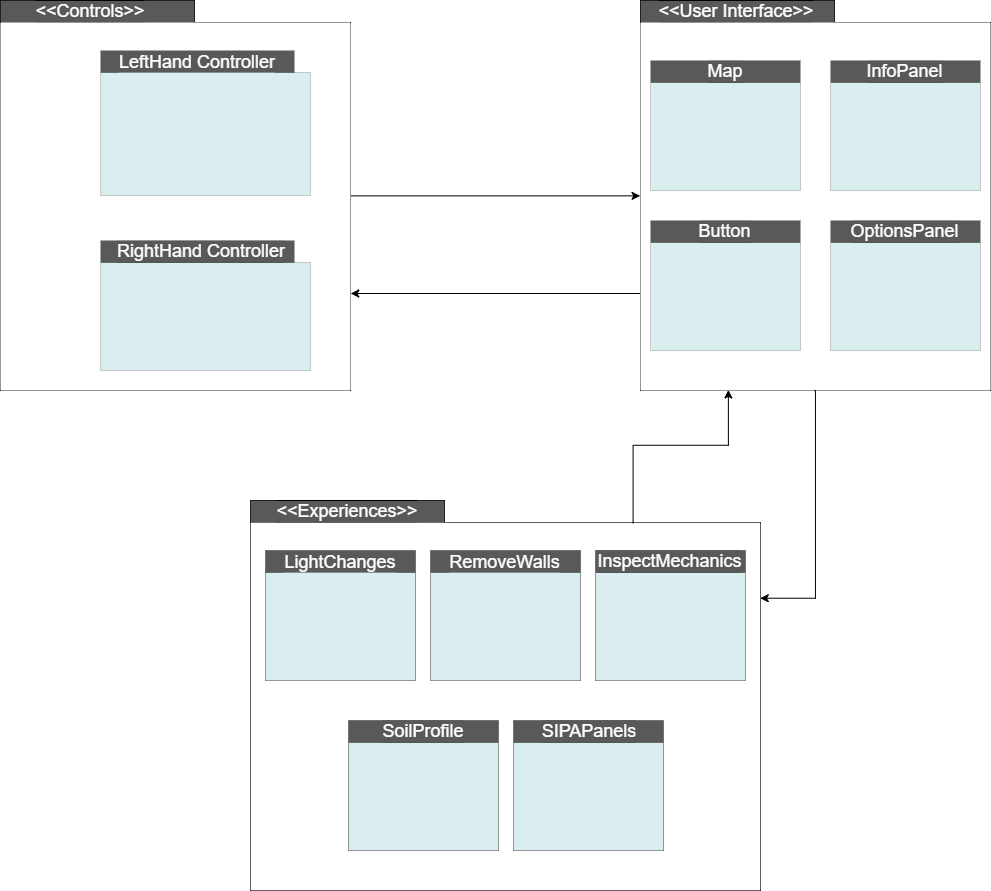 <<Controls>>
LeftHand Controller
RightHand Controller
<<User Interface>>
Map
InfoPanel
Button
OptionsPanel
<<Experiences>>
LightChanges
RemoveWalls
InspectMechanics
SoilProfile
SIPAPanels